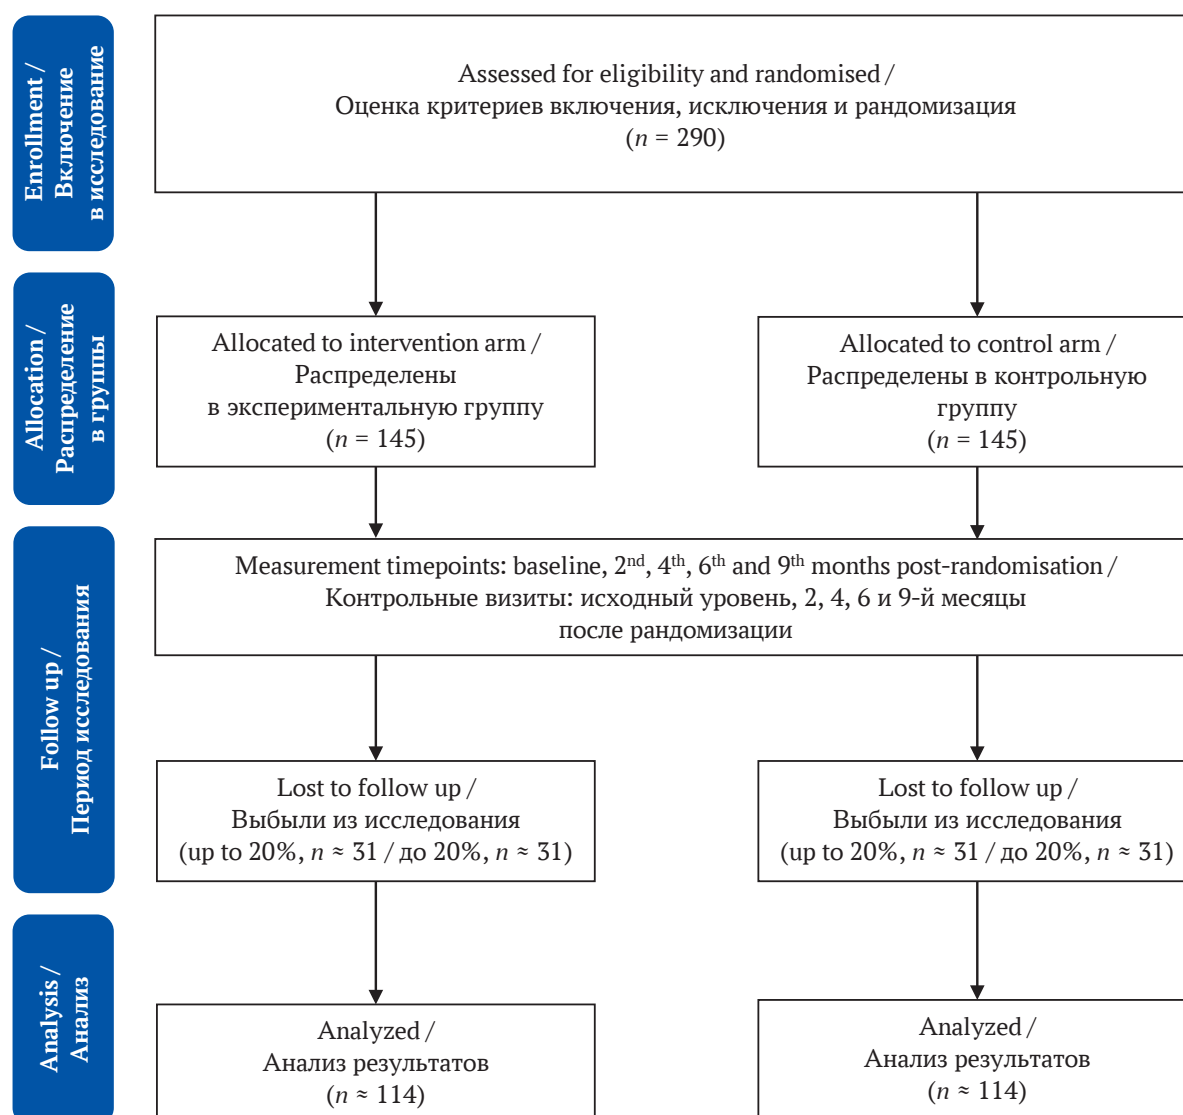 Enrollment /
Включение
в исследование
Assessed for eligibility and randomised /
Оценка критериев включения, исключения и рандомизация
(n = 290)
Allocation /
Распределение
в группы
Allocated to intervention arm /
Распределены
в экспериментальную группу
(n = 145)
Allocated to control arm /
Распределены в контрольную
группу
(n = 145)
Follow up /
Период исследования
Measurement timepoints: baseline, 2nd, 4th, 6th and 9th months post-randomisation /
Контрольные визиты: исходный уровень, 2, 4, 6 и 9-й месяцы
после рандомизации
Lost to follow up /
Выбыли из исследования
(up to 20%, n ≈ 31 / до 20%, n ≈ 31)
Lost to follow up /
Выбыли из исследования
(up to 20%, n ≈ 31 / до 20%, n ≈ 31)
Analysis /
Анализ
Analyzed /
Анализ результатов
(n ≈ 114)
Analyzed /
Анализ результатов
(n ≈ 114)